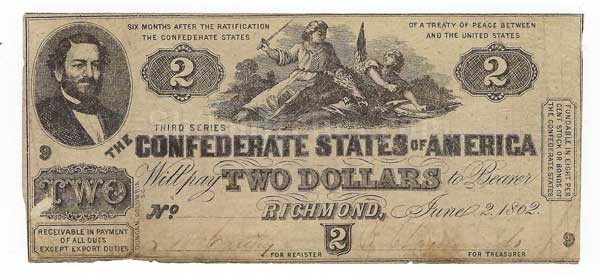 SIX MONTHS AFTER THE RATIFICATION OF A TREATY OF PEACE BETWEEN
THE CONFEDERATE STATES AND THE UNITED STATES
2
2
THIRD SERIES
9
THE CONFEDERATE STATES OF AMERICA
Will pay TWO DOLLARS to Bearer
TWO
No
RICHMOND, June 2, 1862.
RECEIVABLE IN PAYMENT
OF ALL DUES
EXCEPT EXPORT DUTIES
2
FOR REGISTER
FOR TREASURER
9
FUNDABLE IN EIGHT PER
CENT STOCK OR BONDS OF
THE CONFEDERATE STATES